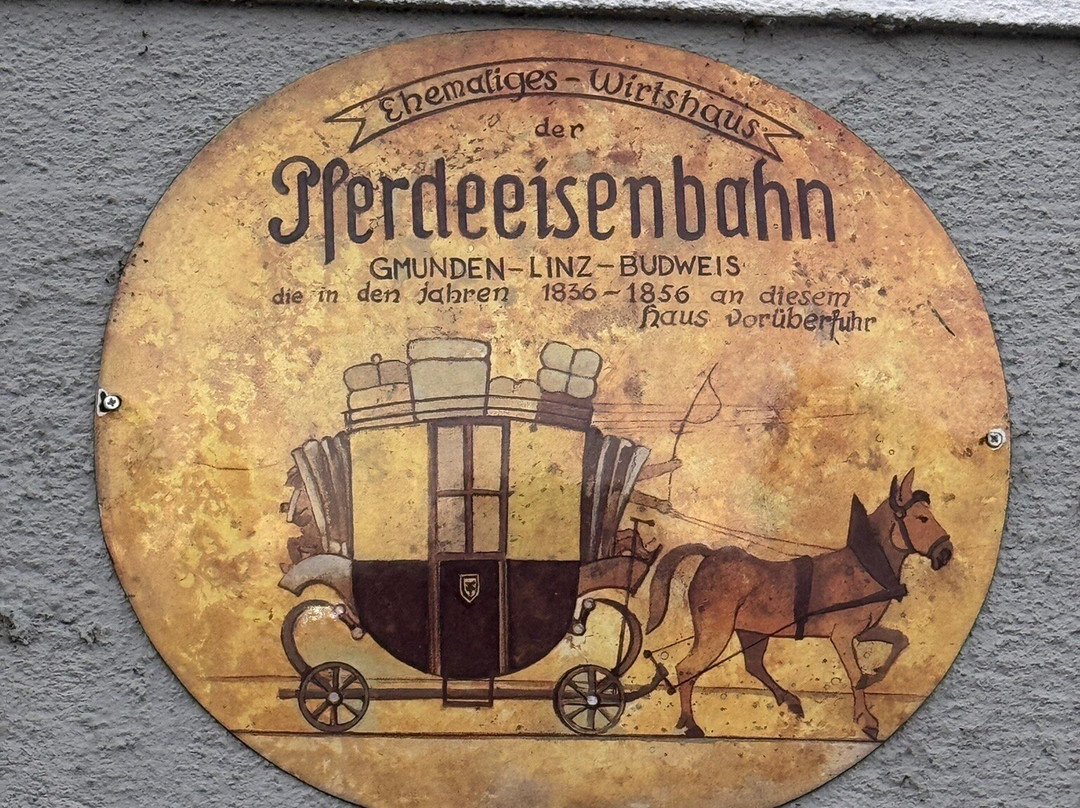 Ehemaliges-Wirtshaus
der
Pferdeeisenbahn
GMUNDEN-LINZ-BUDWEIS
die in den Jahren 1836-1856 an diesem
Haus vorüberfuhr